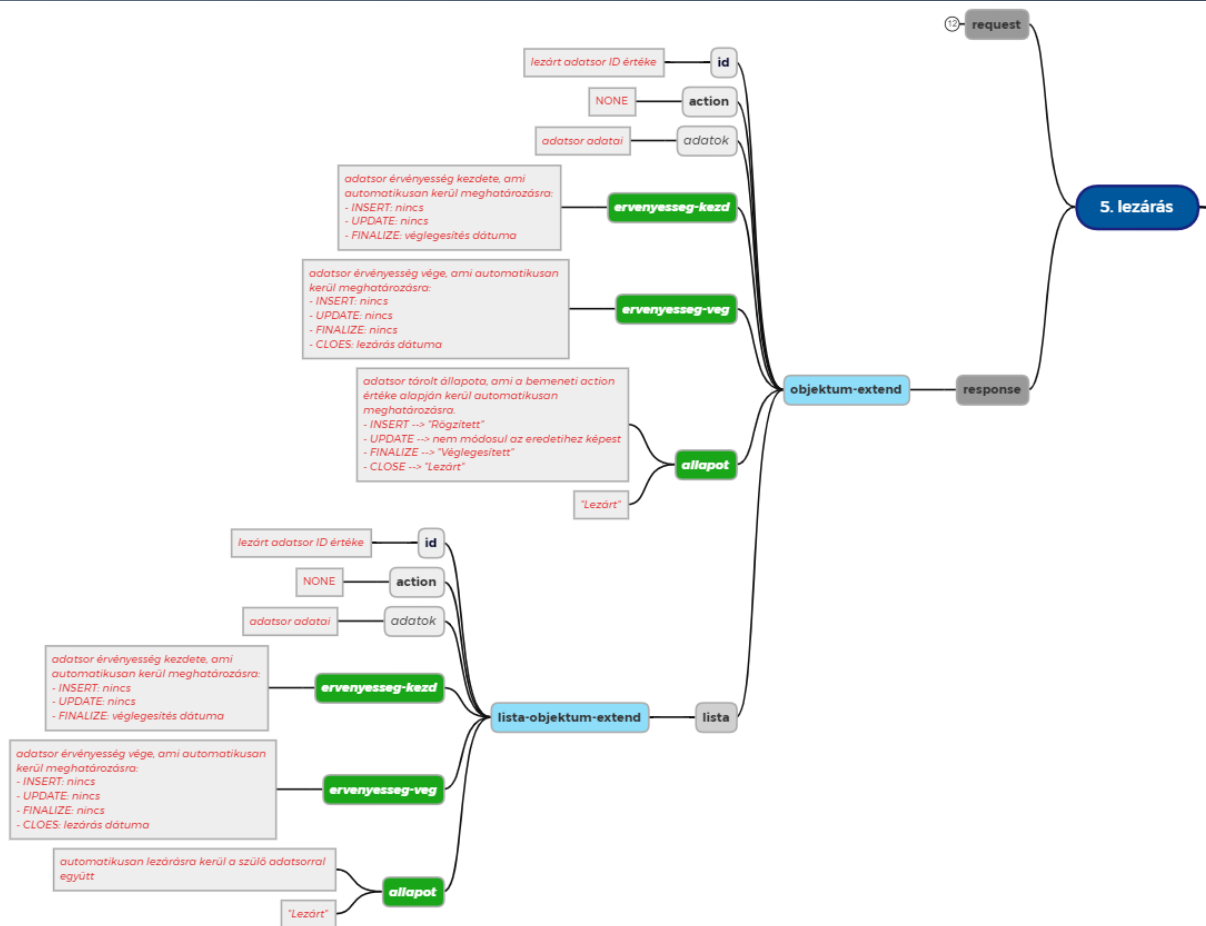 12
request
5. lezárás
response
objektum-extend
id
lezárt adatsor ID értéke
action
NONE
adatok
adatsor adatai
ervenyesseg-kezd
adatsor érvényesség kezdete, ami
automatikusan kerül meghatározásra:
- INSERT: nincs
- UPDATE: nincs
- FINALIZE: véglegesítés dátuma
ervenyesseg-veg
adatsor érvényesség vége, ami automatikusan
kerül meghatározásra:
- INSERT: nincs
- UPDATE: nincs
- FINALIZE: nincs
- CLOES: lezárás dátuma
allapot
adatsor tárolt állapota, ami a bemeneti action
értéke alapján kerül automatikusan
meghatározásra.
- INSERT --> "Rögzített"
- UPDATE --> nem módosul az eredetihez képest
- FINALIZE --> "Véglegesített"
- CLOSE --> "Lezárt"
"Lezárt"
lista
lista-objektum-extend
id
lezárt adatsor ID értéke
action
NONE
adatok
adatsor adatai
ervenyesseg-kezd
adatsor érvényesség kezdete, ami
automatikusan kerül meghatározásra:
- INSERT: nincs
- UPDATE: nincs
- FINALIZE: véglegesítés dátuma
ervenyesseg-veg
adatsor érvényesség vége, ami automatikusan
kerül meghatározásra:
- INSERT: nincs
- UPDATE: nincs
- FINALIZE: nincs
- CLOES: lezárás dátuma
allapot
automatikusan lezárásra kerül a szülő adatsorral
együtt
"Lezárt"